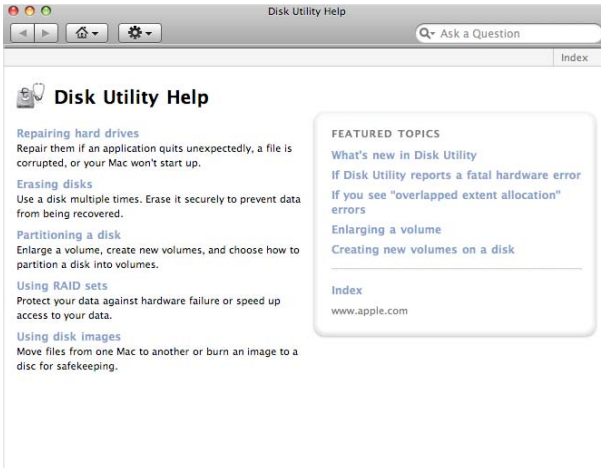 Disk Utility Help
Ask a Question
Index
Disk Utility Help
Repairing hard drives
Repair them if an application quits unexpectedly, a file is
corrupted, or your Mac won't start up.
Erasing disks
Use a disk multiple times. Erase it securely to prevent data
from being recovered.
Partitioning a disk
Enlarge a volume, create new volumes, and choose how to
partition a disk into volumes.
Using RAID sets
Protect your data against hardware failure or speed up
access to your data.
Using disk images
Move files from one Mac to another or burn an image to a
disc for safekeeping.
FEATURED TOPICS
What's new in Disk Utility
If Disk Utility reports a fatal hardware error
If you see "overlapped extent allocation"
errors
Enlarging a volume
Creating new volumes on a disk
Index
www.apple.com